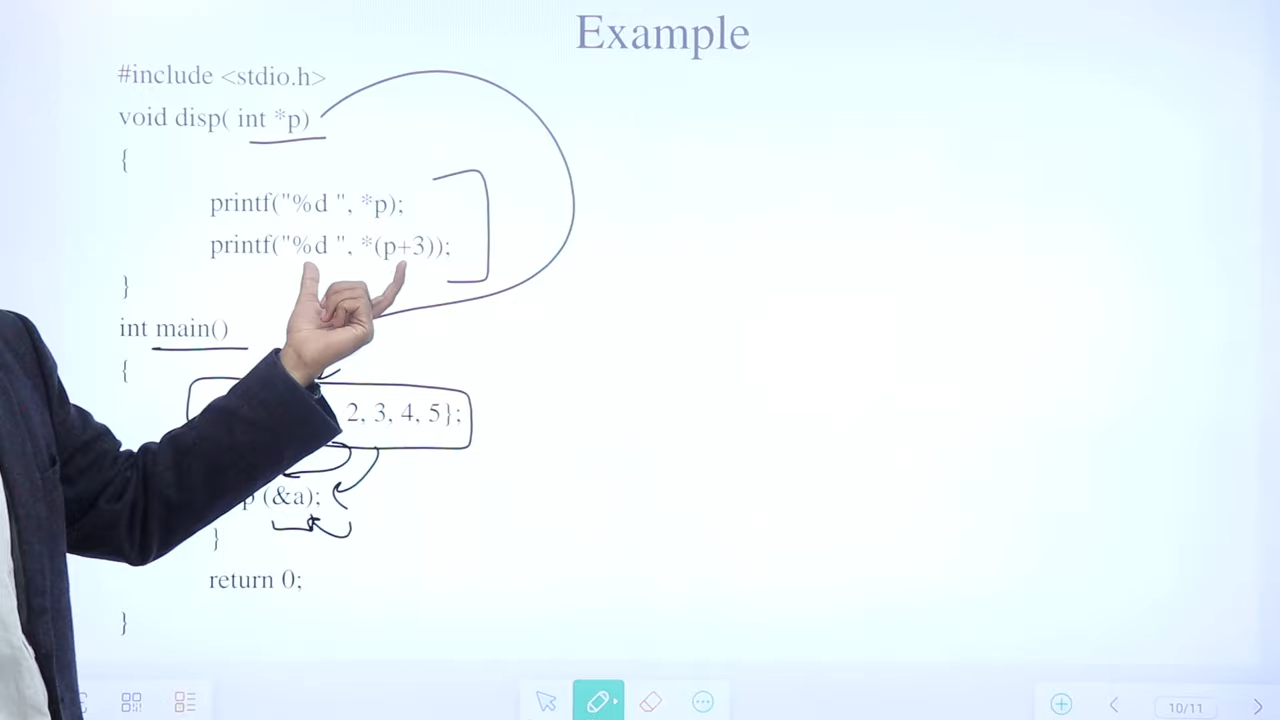 Example
#include <stdio.h>
void disp( int *p)
{
printf("%d ", *p);
printf("%d ", *(p+3));
}
int main()
{
2, 3, 4, 5};
(&a);
}
return 0;
}
10/11